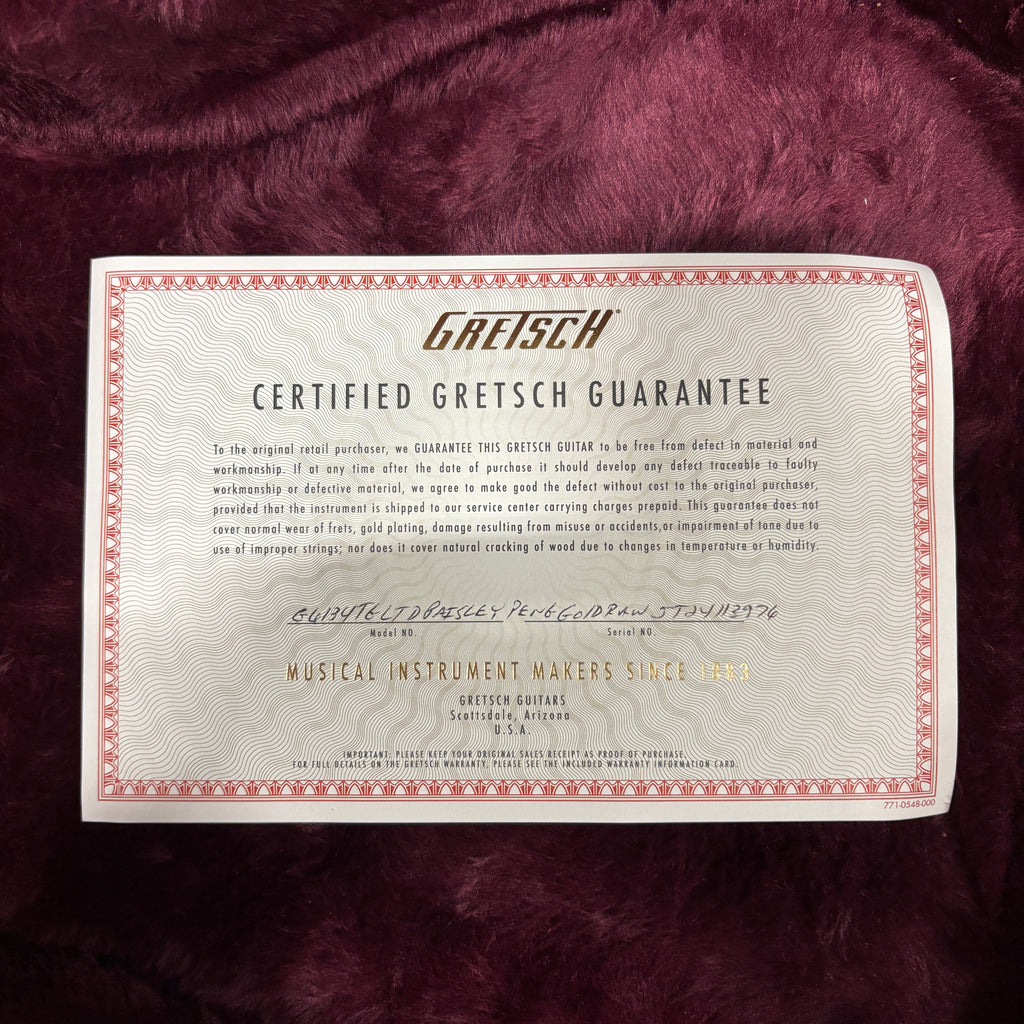 GRETSCH®
CERTIFIED GRETSCH GUARANTEE
To the original retail purchaser, we GUARANTEE THIS GRETSCH GUITAR to be free from defect in material and
workmanship. If at any time after the date of purchase it should develop any defect traceable to faulty
workmanship or defective material, we agree to make good the defect without cost to the original purchaser,
provided that the instrument is shipped to our service center carrying charges prepaid. This guarantee does not
cover normal wear of frets, gold plating, damage resulting from misuse or accidents,or impairment of tone due to
use of improper strings; nor does it cover natural cracking of wood due to changes in temperature or humidity.
G6134TGLTD PAISLEY PENG GOLDRAW JT24113976
Model NO. Serial NO.
MUSICAL INSTRUMENT MAKERS SINCE 1883
GRETSCH GUITARS
Scottsdale, Arizona
U.S.A.
IMPORTANT: PLEASE KEEP YOUR ORIGINAL SALES RECEIPT AS PROOF OF PURCHASE.
FOR FULL DETAILS ON THE GRETSCH WARRANTY, PLEASE SEE THE INCLUDED WARRANTY INFORMATION CARD.
771-0548-000